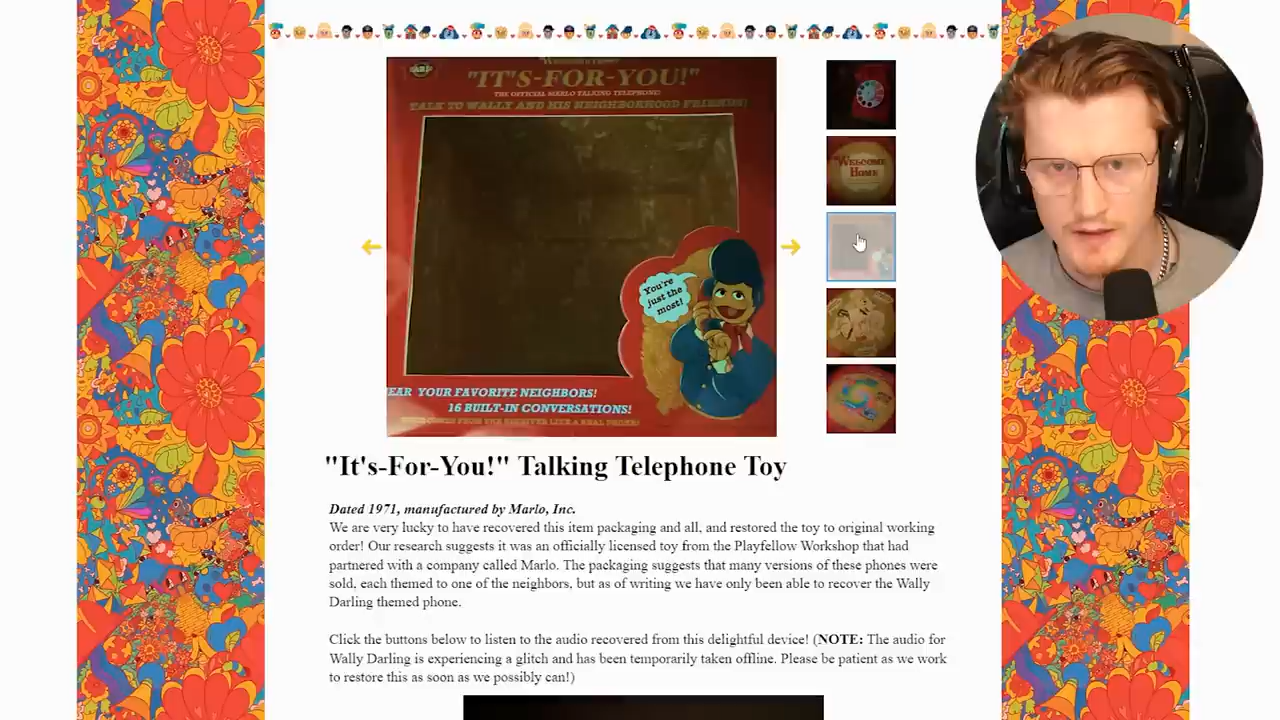 "IT'S-FOR-YOU!"
THE OFFICIAL MARLO TALKING TELEPHONE!
TALK TO WALLY AND HIS NEIGHBORHOOD FRIENDS!
You're
just the
most!
EAR YOUR FAVORITE NEIGHBORS!
16 BUILT-IN CONVERSATIONS!
"WELCOME
HOME
"It's-For-You!" Talking Telephone Toy
Dated 1971, manufactured by Marlo, Inc.
We are very lucky to have recovered this item packaging and all, and restored the toy to original working
order! Our research suggests it was an officially licensed toy from the Playfellow Workshop that had
partnered with a company called Marlo. The packaging suggests that many versions of these phones were
sold, each themed to one of the neighbors, but as of writing we have only been able to recover the Wally
Darling themed phone.
Click the buttons below to listen to the audio recovered from this delightful device! (NOTE: The audio for
Wally Darling is experiencing a glitch and has been temporarily taken offline. Please be patient as we work
to restore this as soon as we possibly can!)